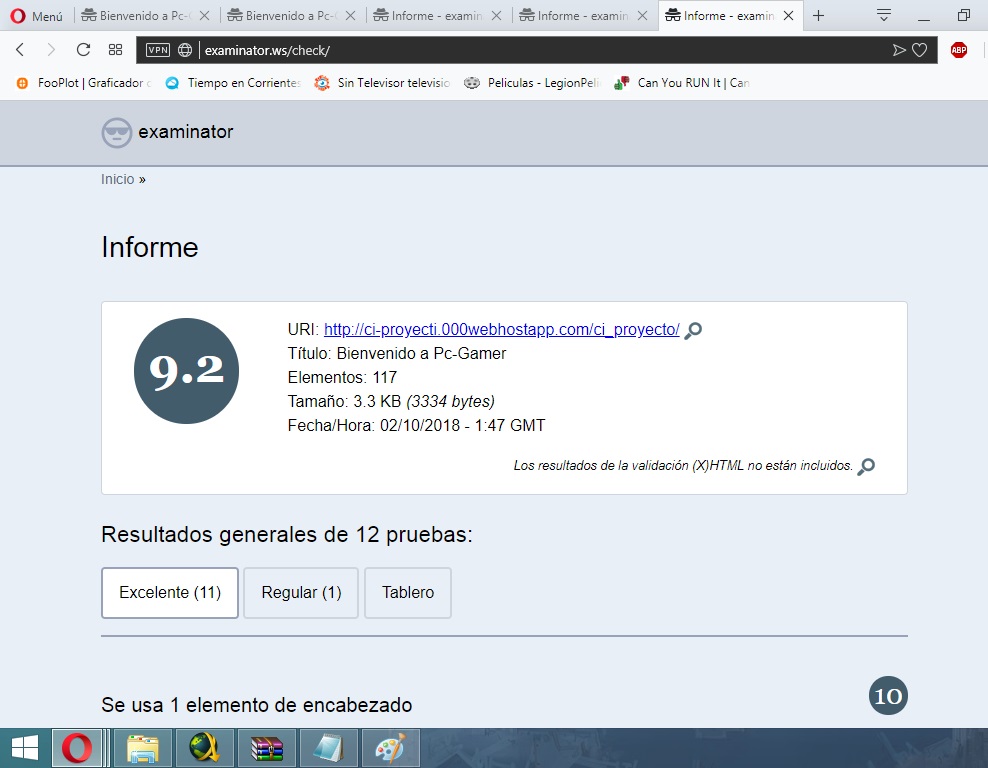 Menú
Bienvenido a Pc-
Bienvenido a Pc-
Informe - examin
Informe - examin
Informe - examin
VPN
examinator.ws/check/
ABP
FooPlot | Graficador
Tiempo en Corrientes
Sin Televisor televisio
Peliculas - LegionPeli
Can You RUN It | Can
examinator
Inicio »
Informe
9.2
URI: http://ci-proyecti.000webhostapp.com/ci_proyecto/
Título: Bienvenido a Pc-Gamer
Elementos: 117
Tamaño: 3.3 KB (3334 bytes)
Fecha/Hora: 02/10/2018 - 1:47 GMT
Los resultados de la validación (X)HTML no están incluidos.
Resultados generales de 12 pruebas:
Excelente (11)
Regular (1)
Tablero
Se usa 1 elemento de encabezado
10